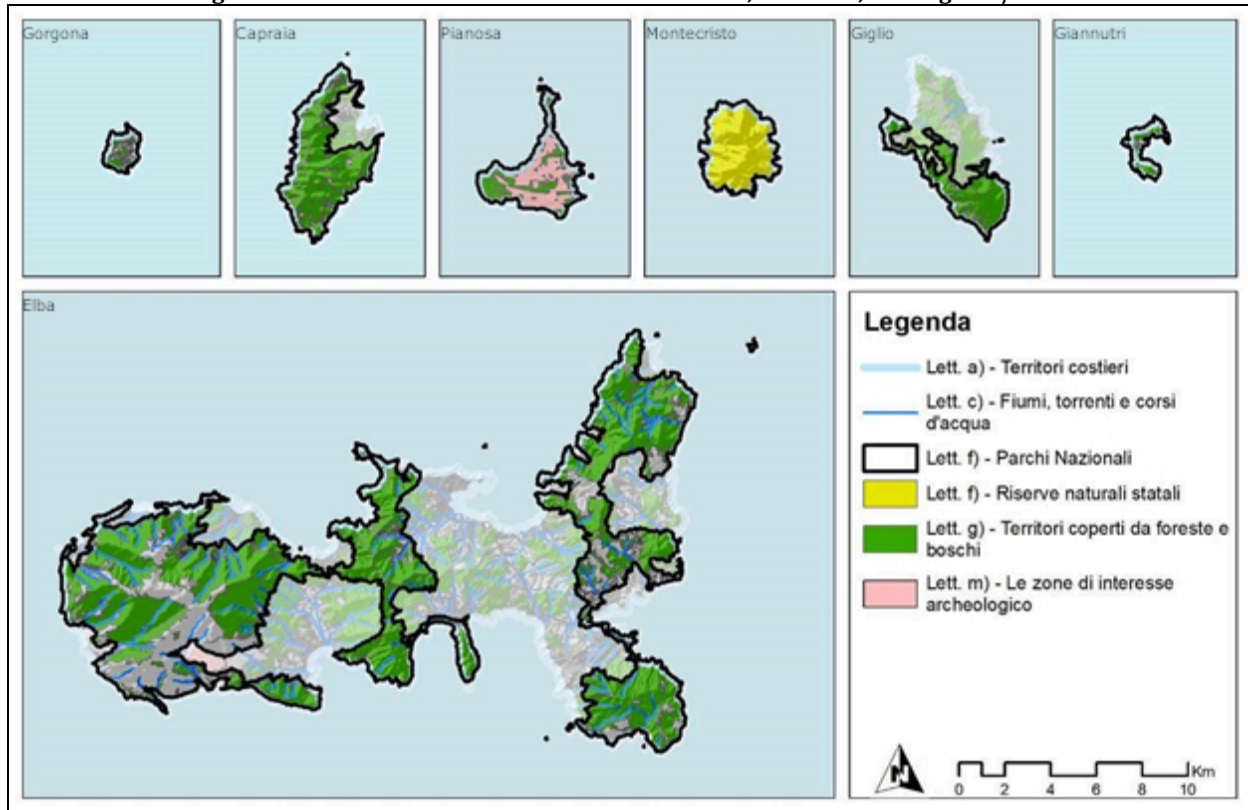 Gorgona
Capraia
Pianosa
Montecristo
Giglio
Giannutri
Elba
Legenda
Lett. a) - Territori costieri
Lett. c) - Fiumi, torrenti e corsi
d'acqua
Lett. f) - Parchi Nazionali
Lett. f) - Riserve naturali statali
Lett. g) - Territori coperti da foreste e
boschi
Lett. m) - Le zone di interesse
archeologico
N
Km
0 2 4 6 8 10